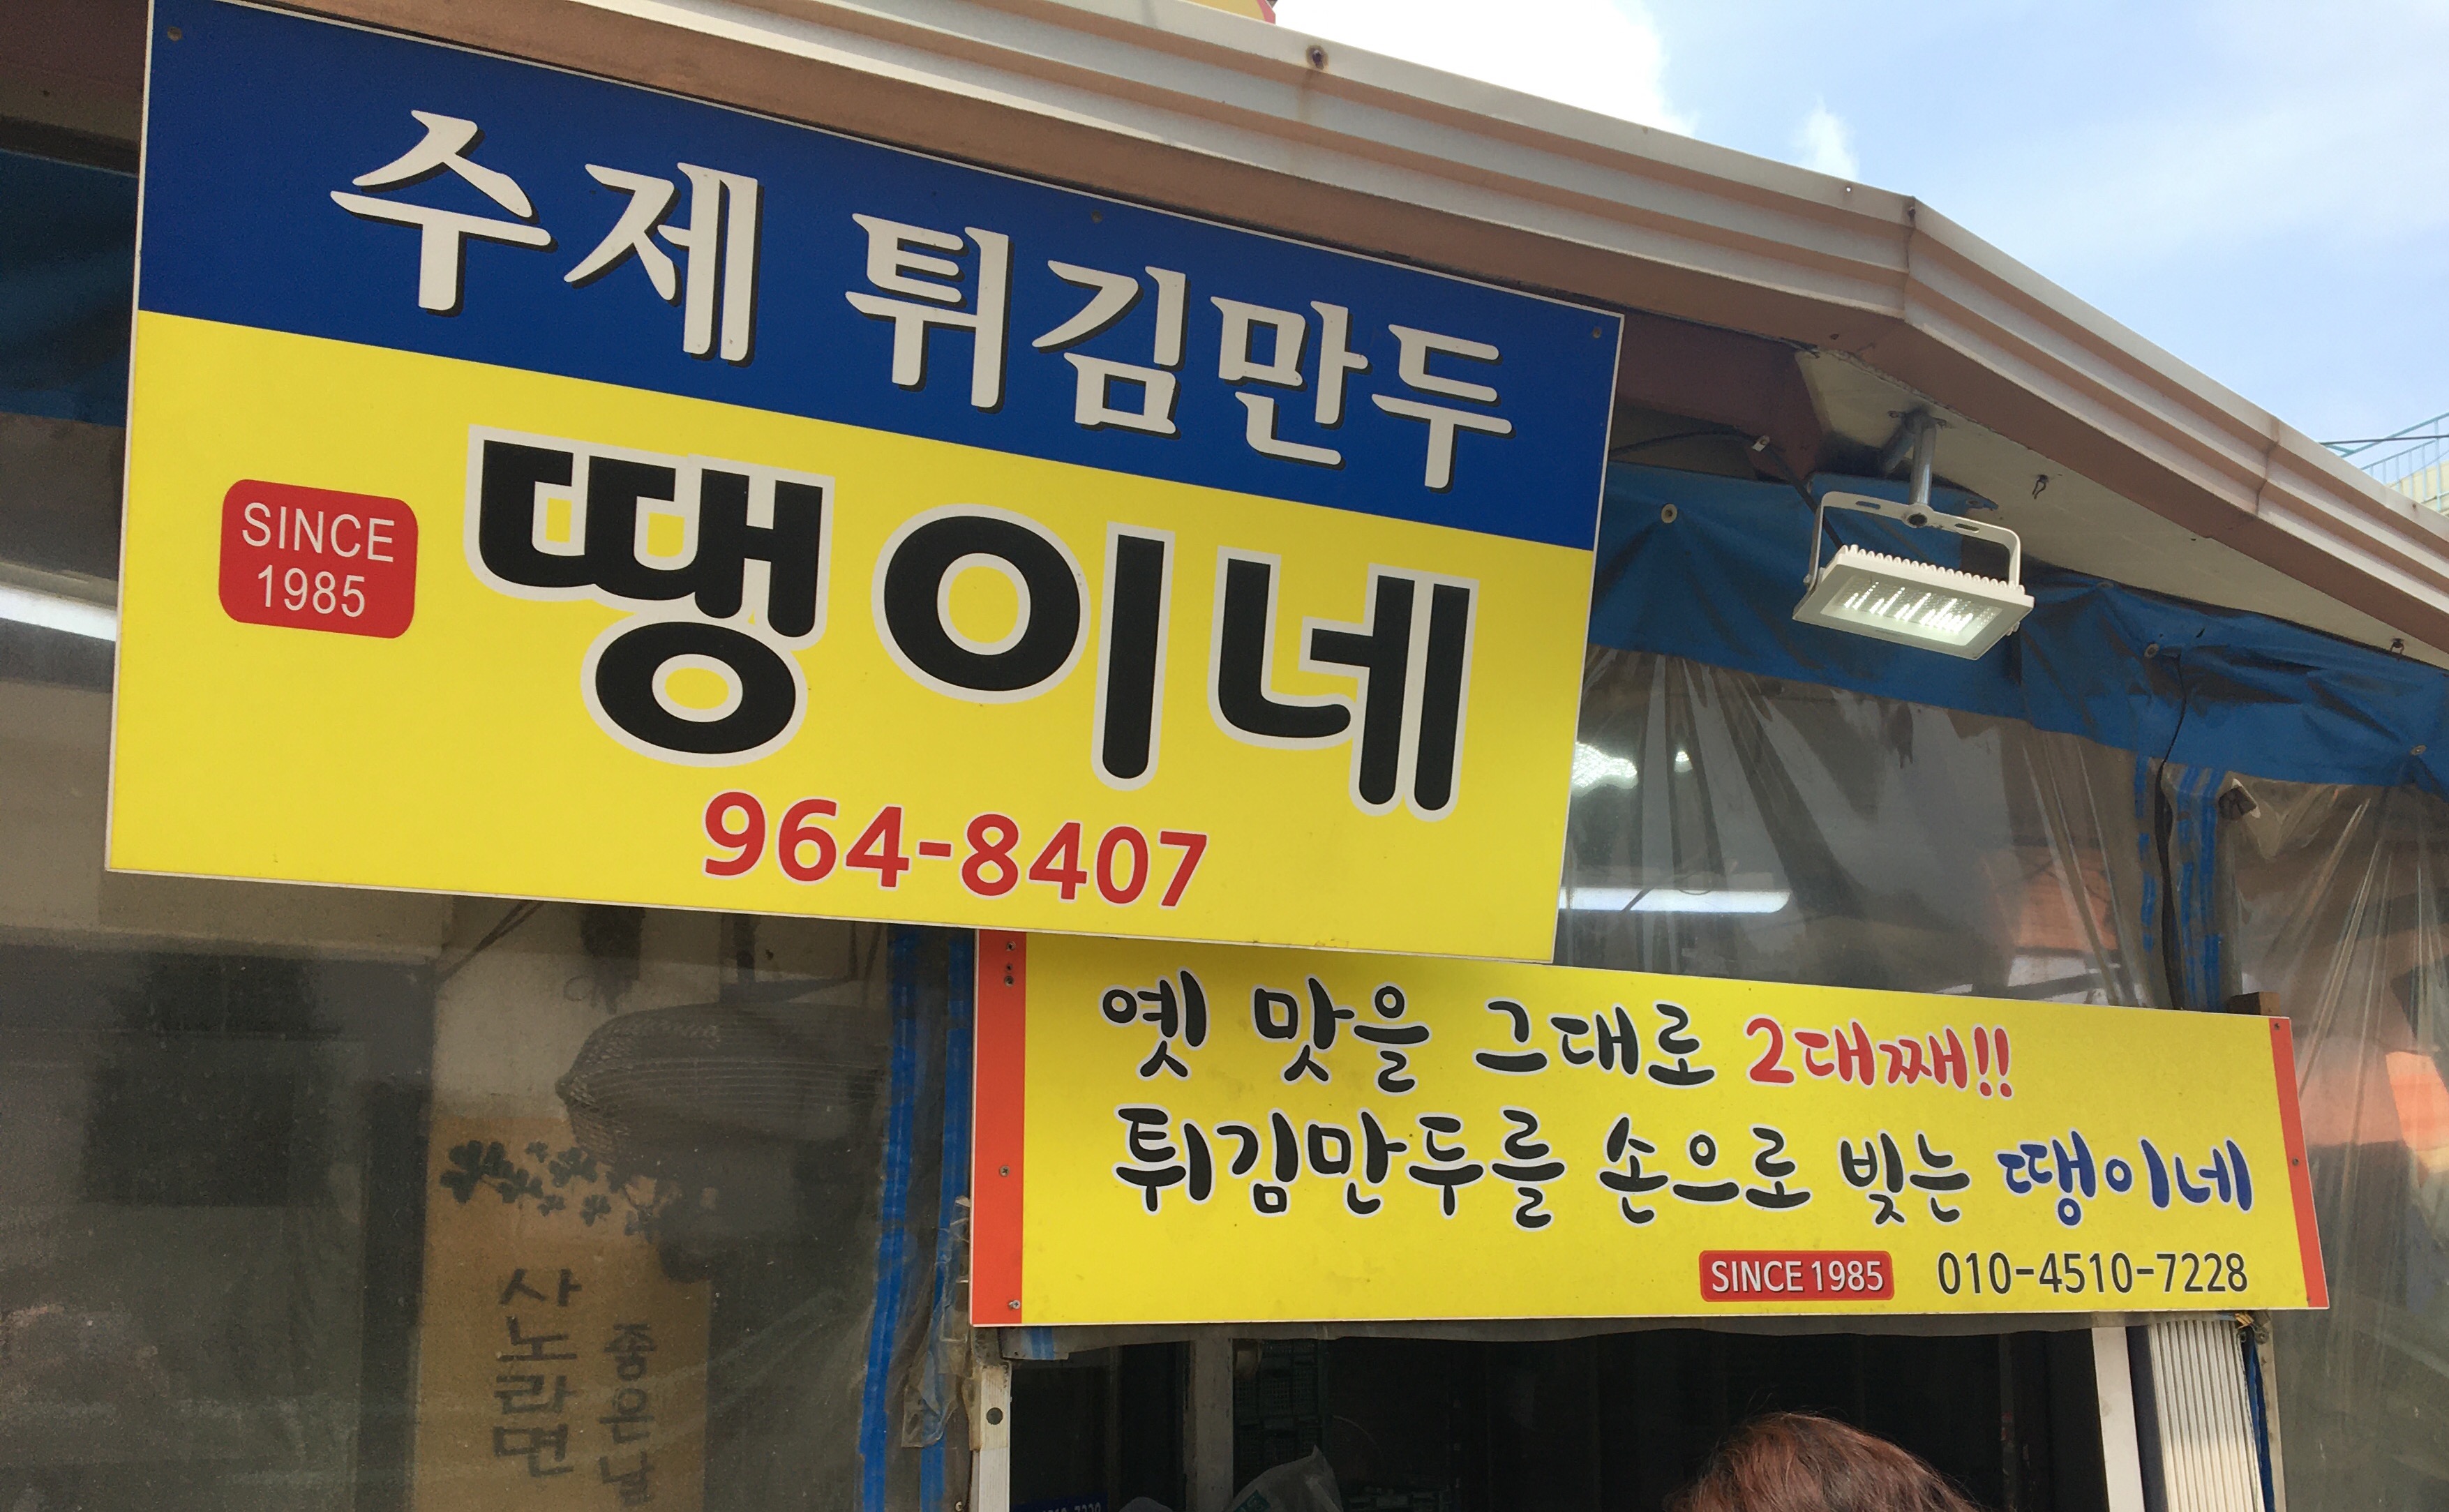 수제 튀김만두
SINCE
1985
땡이네
964-8407
옛 맛을 그대로 2대째!!
튀김만두를 손으로 빚는 땡이네
SINCE 1985 010-4510-7228
사노라면
좋은날